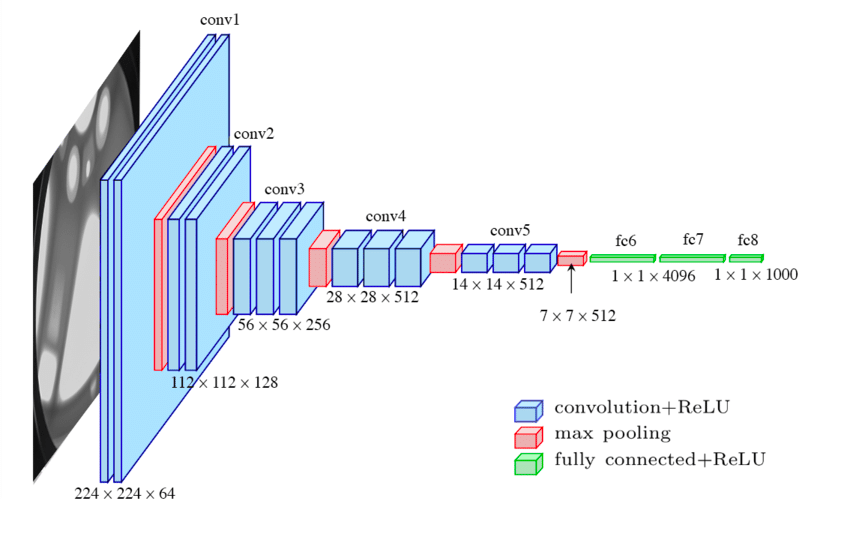 conv1
conv2
conv3
conv4
conv5
fc6
fc7
fc8
224 × 224 × 64
112 × 112 × 128
56 × 56 × 256
28 × 28 × 512
14 × 14 × 512
7 × 7 × 512
1 × 1 × 4096
1 × 1 × 1000
convolution+ReLU
max pooling
fully connected+ReLU